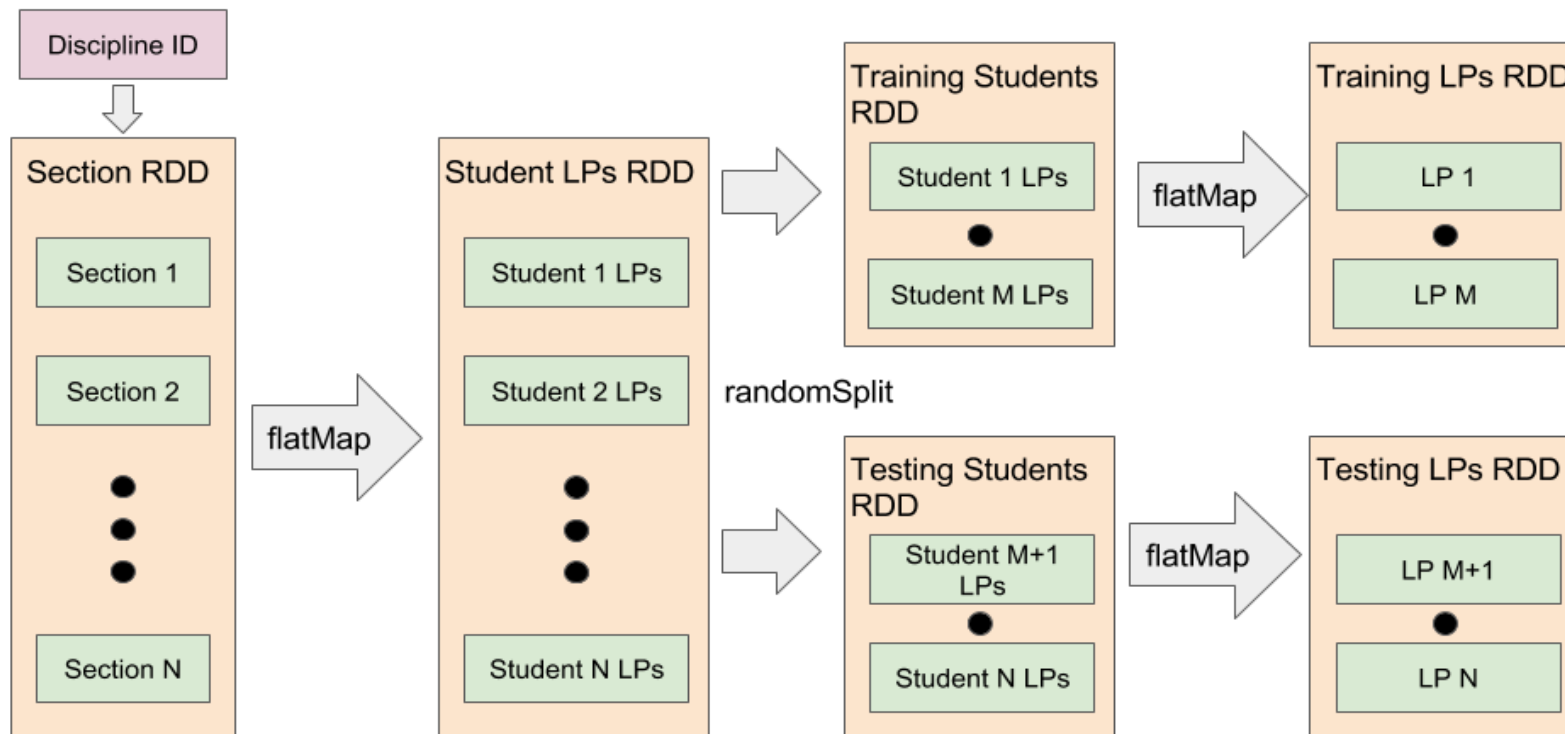 Discipline ID
Section RDD
Section 1
Section 2
Section N
flatMap
Student LPs RDD
Student 1 LPs
Student 2 LPs
Student N LPs
randomSplit
Training Students
RDD
Student 1 LPs
Student M LPs
flatMap
Training LPs RDD
LP 1
LP M
Testing Students
RDD
Student M+1
LPs
Student N LPs
flatMap
Testing LPs RDD
LP M+1
LP N